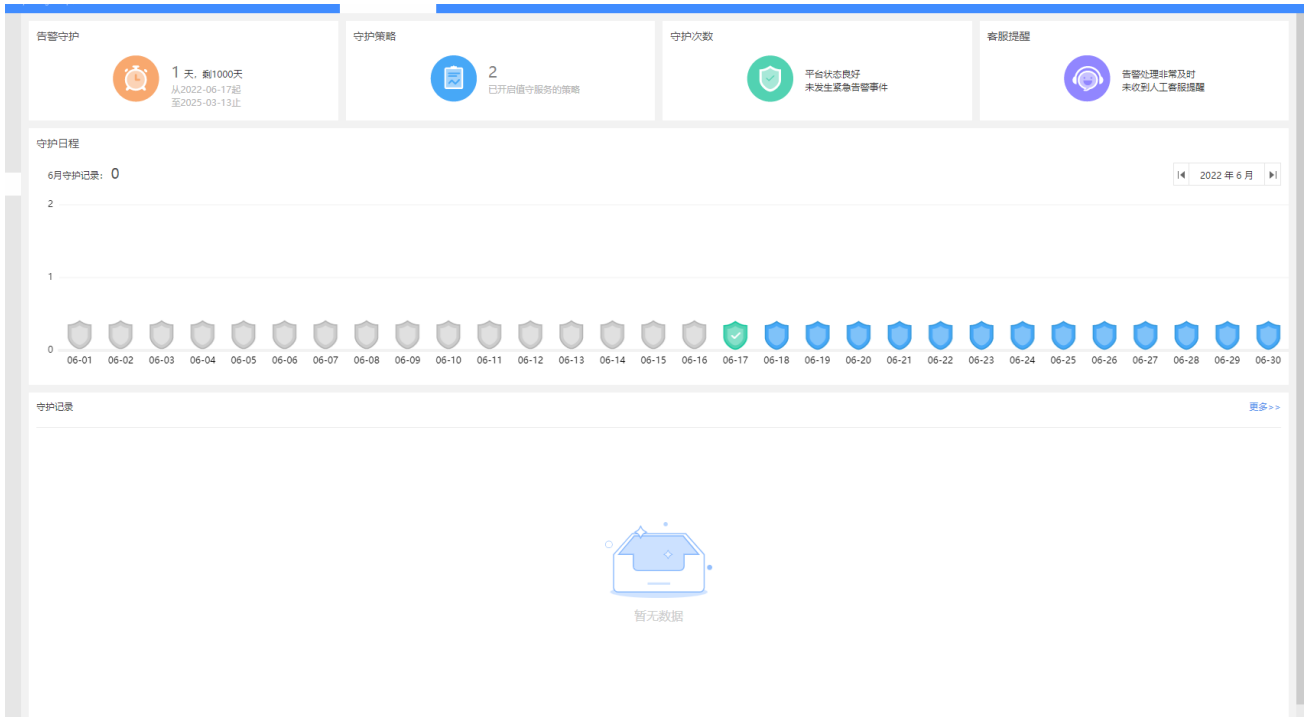 告警守护
1 天, 剩1000天
从2022-06-17起
至2025-03-13止
守护策略
2
已开启值守服务的策略
守护次数
平台状态良好
未发生紧急告警事件
客服提醒
告警处理非常及时
未收到人工客服提醒
守护日程
6月守护记录: 0
2022 年 6 月
2
1
0
06-01 06-02 06-03 06-04 06-05 06-06 06-07 06-08 06-09 06-10 06-11 06-12 06-13 06-14 06-15 06-16 06-17 06-18 06-19 06-20 06-21 06-22 06-23 06-24 06-25 06-26 06-27 06-28 06-29 06-30
守护记录
更多>>
暂无数据